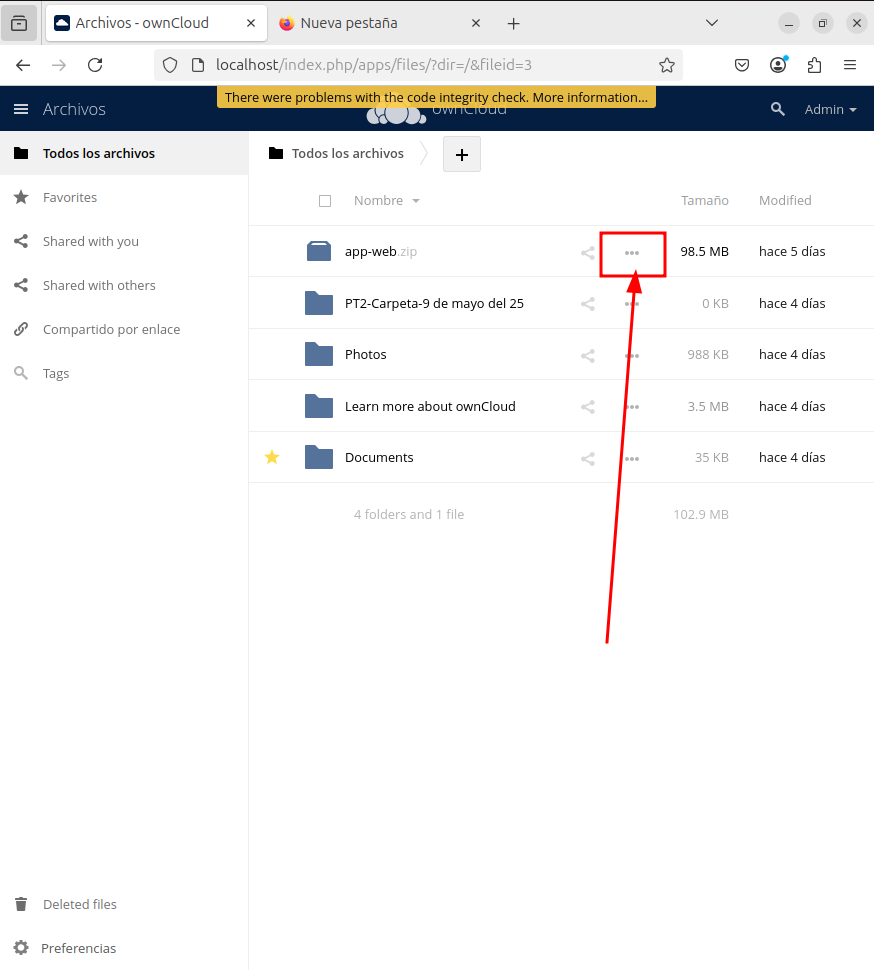 Archivos - ownCloud
Nueva pestaña
localhost/index.php/apps/files/?dir=/&fileid=3
There were problems with the code integrity check. More information...
Archivos
ownCloud
Admin
Todos los archivos
Favorites
Shared with you
Shared with others
Compartido por enlace
Tags
Deleted files
Preferencias
Todos los archivos
Nombre Tamaño Modified
app-web.zip 98.5 MB hace 5 días
PT2-Carpeta-9 de mayo del 25 0 KB hace 4 días
Photos 988 KB hace 4 días
Learn more about ownCloud 3.5 MB hace 4 días
Documents 35 KB hace 4 días
4 folders and 1 file 102.9 MB